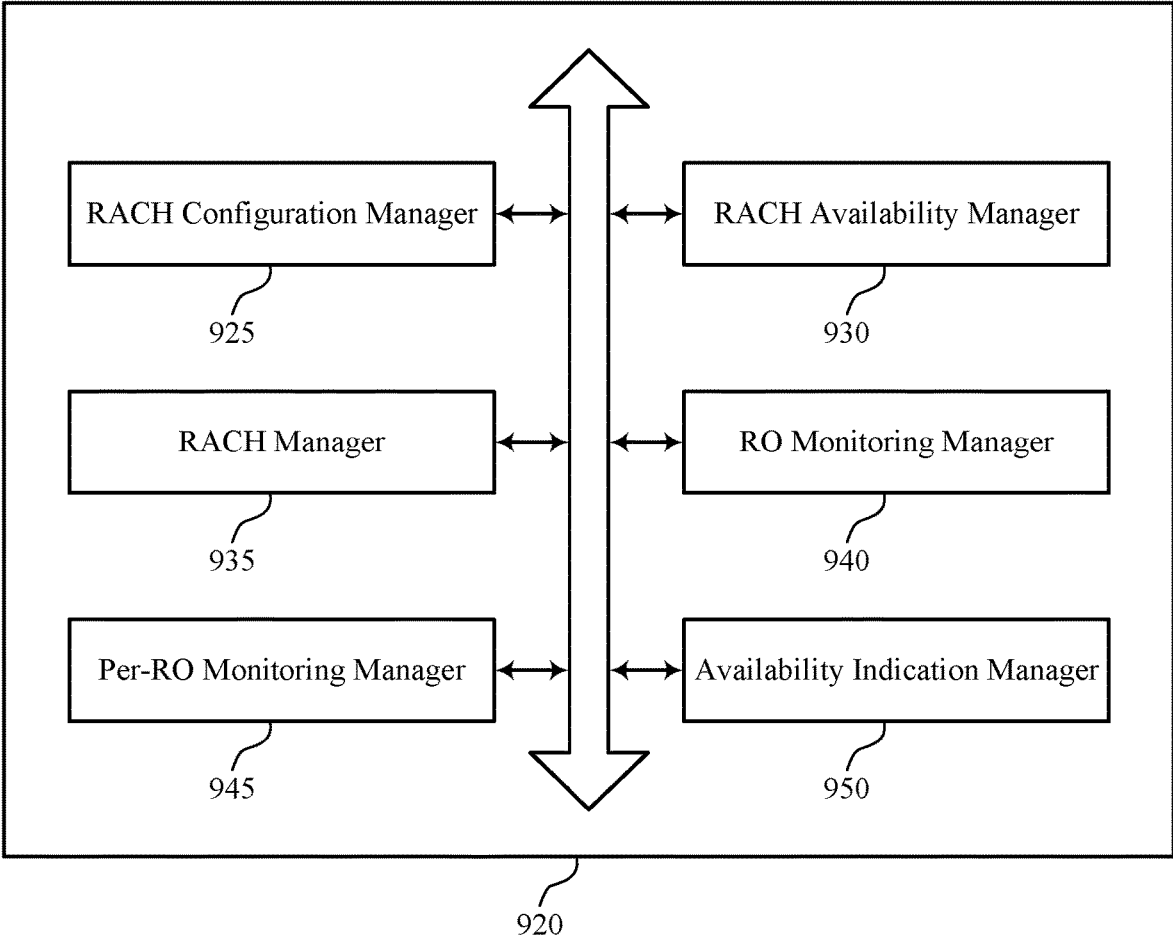 RACH Configuration Manager
RACH Availability Manager
925
930
RACH Manager
RO Monitoring Manager
935
940
Per-RO Monitoring Manager
Availability Indication Manager
945
950
920